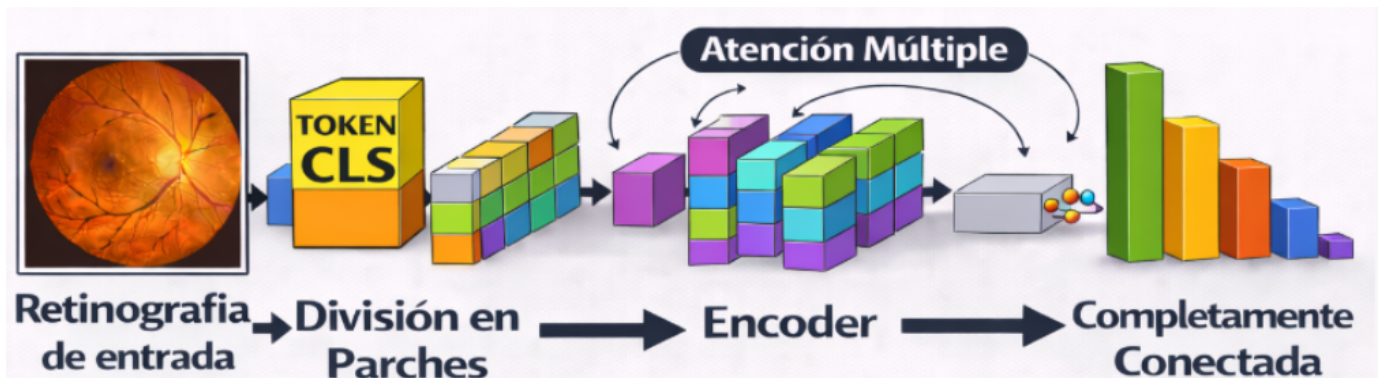 Atención Múltiple
TOKEN
CLS
Retinografia
de entrada
División en
Parches
Encoder
Completamente
Conectada